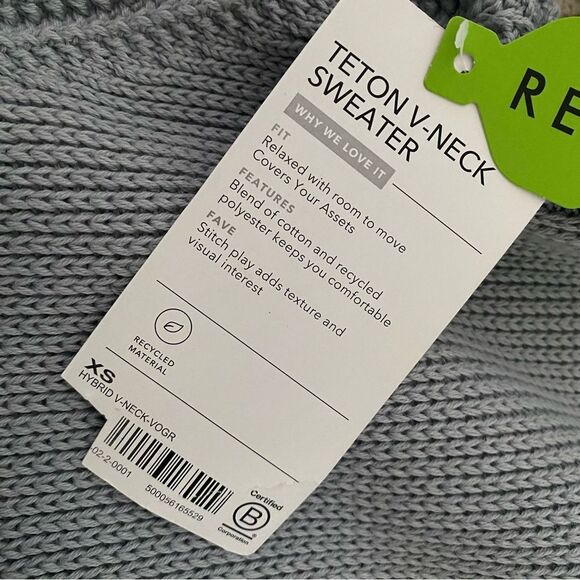 TETON V-NECK
SWEATER
WHY WE LOVE IT
FIT
Relaxed with room to move
Covers Your Assets
FEATURES
Blend of cotton and recycled
polyester keeps you comfortable
FAVE
Stitch play adds texture and
visual interest
RECYCLED
MATERIAL
XS
HYBRID V-NECK-VOGR
02-2-0001
500056165529
Certified
B
Corporation
RE